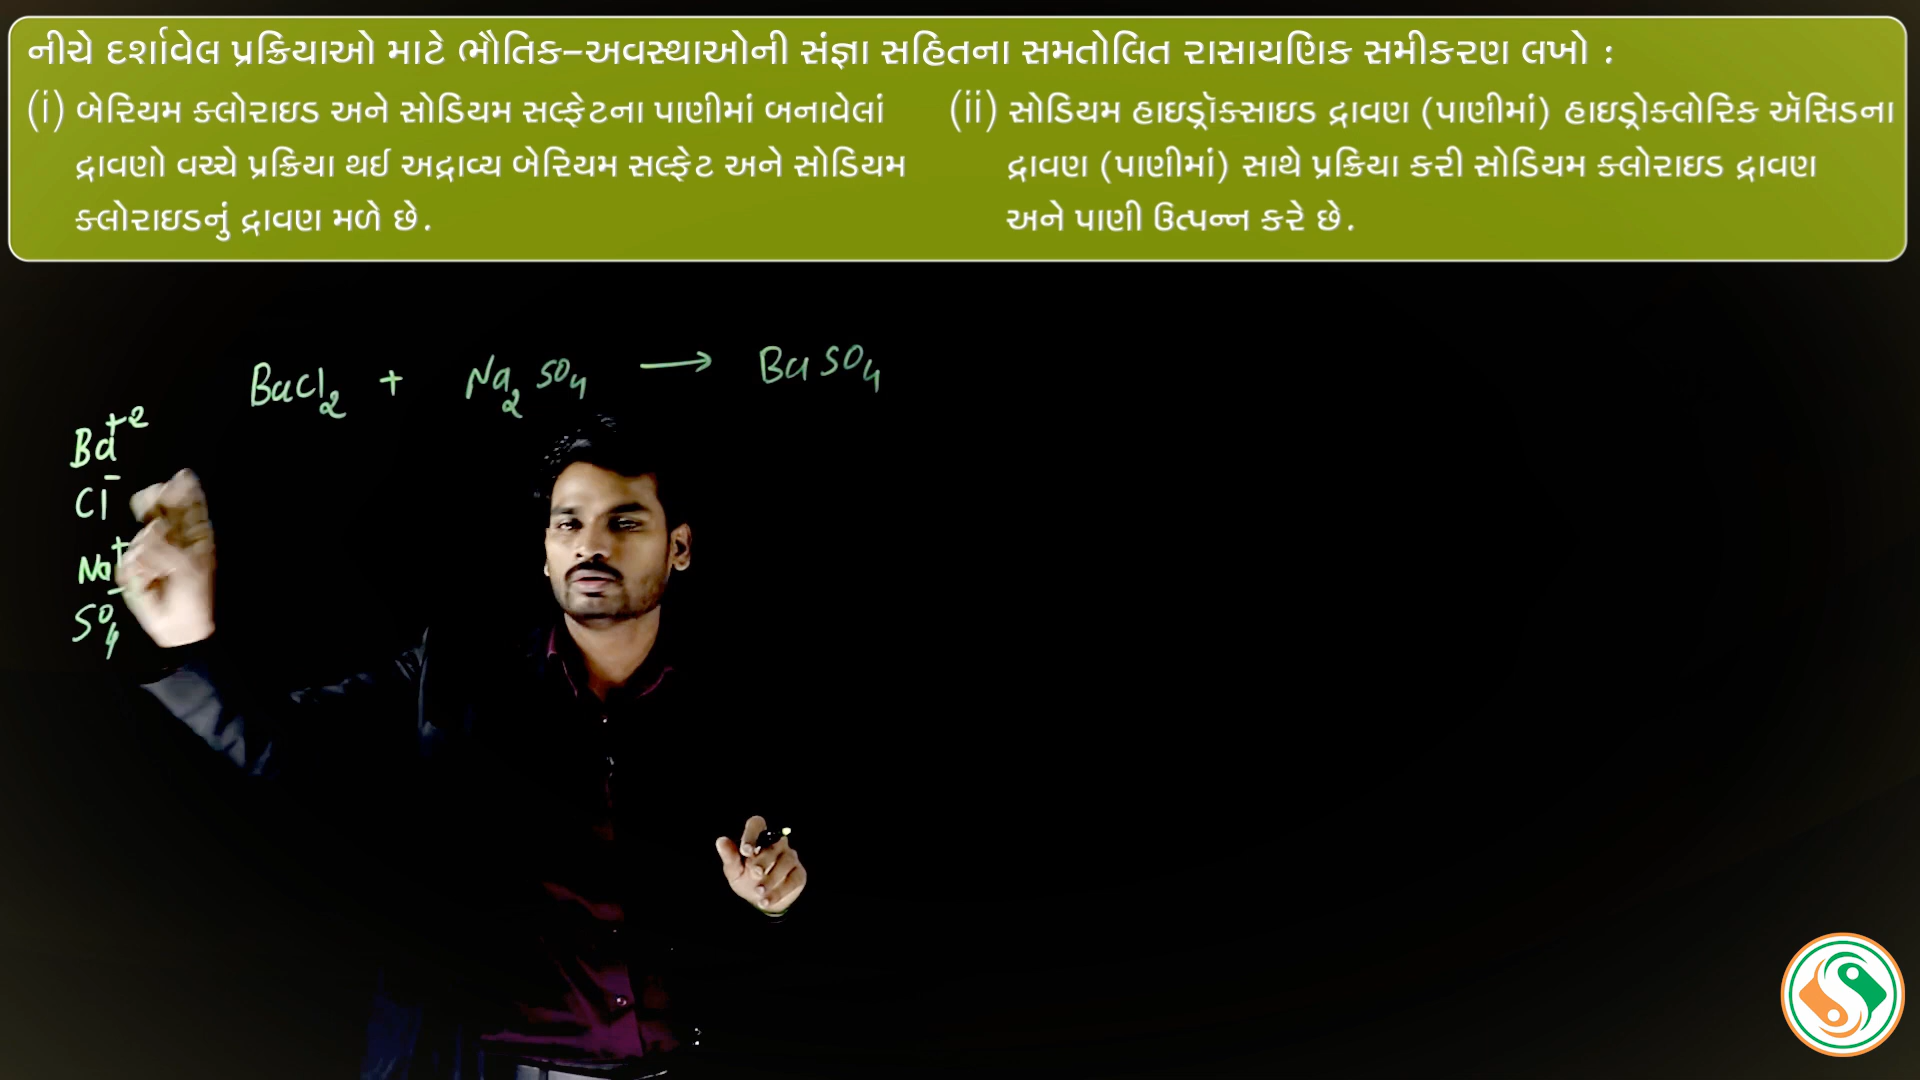 નીચે દર્શાવેલ પ્રક્રિયાઓ માટે ભૌતિક–અવસ્થાઓની સંજ્ઞા સહિતના સમતોલિત રાસાયણિક સમીકરણ લખો :
(i) બેરિયમ ક્લોરાઇડ અને સોડિયમ સલ્ફેટના પાણીમાં બનાવેલાં
દ્રાવણો વચ્ચે પ્રક્રિયા થઈ અદ્રાવ્ય બેરિયમ સલ્ફેટ અને સોડિયમ
ક્લોરાઇડનું દ્રાવણ મળે છે.
(ii) સોડિયમ હાઇડ્રૉક્સાઇડ દ્રાવણ (પાણીમાં) હાઇડ્રોક્લોરિક ઍસિડના
દ્રાવણ (પાણીમાં) સાથે પ્રક્રિયા કરી સોડિયમ ક્લોરાઇડ દ્રાવણ
અને પાણી ઉત્પન્ન કરે છે.
BaCl₂ + Na₂SO₄ → BaSO₄
Ba⁺²
Cl⁻
Na⁺
SO₄